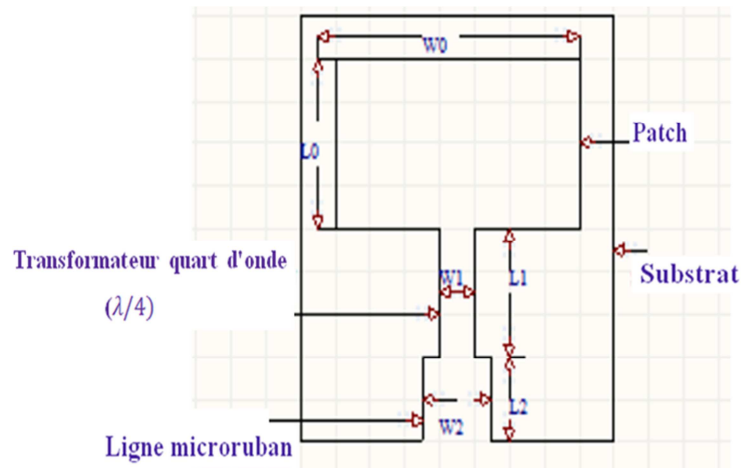 W0
L0
Patch
Transformateur quart d'onde
(λ/4)
W1
L1
Substrat
W2
L2
Ligne microruban